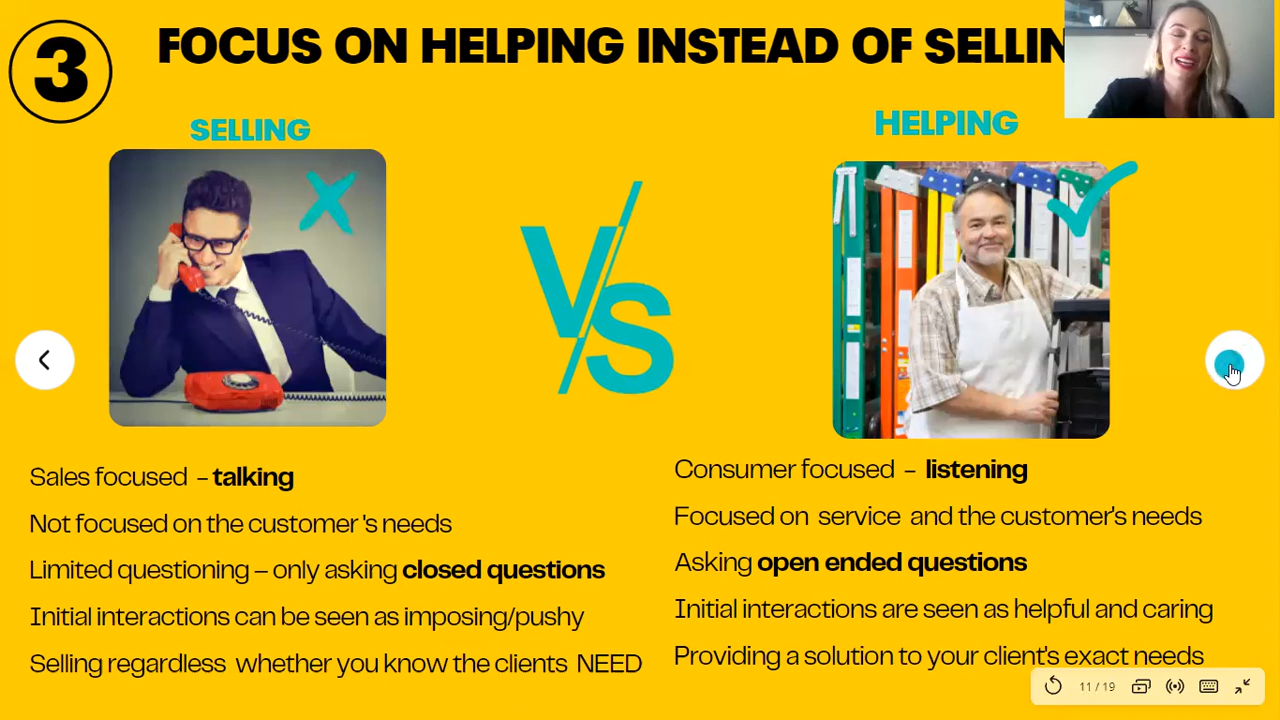 3
FOCUS ON HELPING INSTEAD OF SELLIN
SELLING
HELPING
VS
Sales focused - talking
Not focused on the customer 's needs
Limited questioning – only asking closed questions
Initial interactions can be seen as imposing/pushy
Selling regardless whether you know the clients NEED
Consumer focused - listening
Focused on service and the customer's needs
Asking open ended questions
Initial interactions are seen as helpful and caring
Providing a solution to your client's exact needs
11 / 19